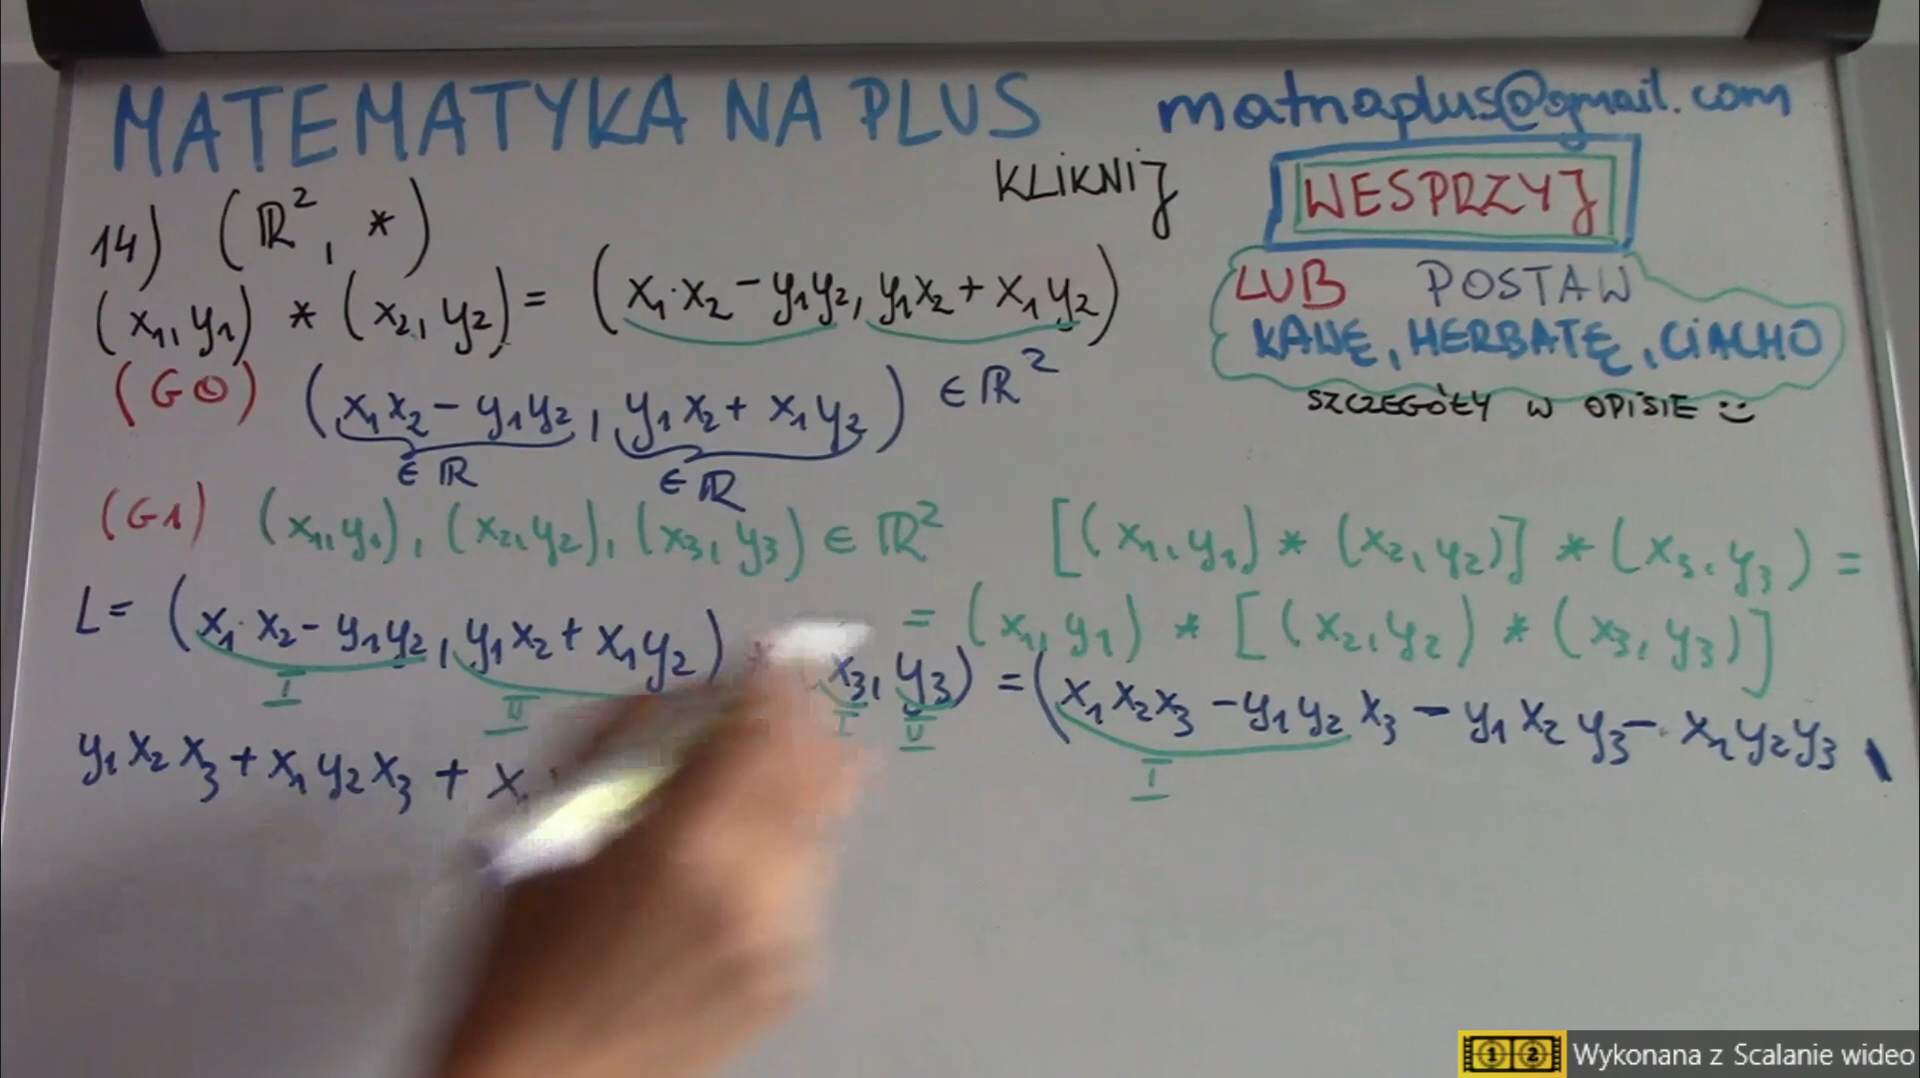 MATEMATYKA NA PLUS
matnaplus@gmail.com
KLIKNIJ
WESPRZYJ
LUB POSTAW
KAWĘ, HERBATĘ, CIACHO
SZCZEGÓŁY W OPISIE :)
14) (ℝ², *)
(x₁, y₁) * (x₂, y₂) = (x₁·x₂ - y₁y₂, y₁x₂ + x₁y₂)
(G0) (x₁x₂ - y₁y₂, y₁x₂ + x₁y₂) ∈ ℝ²
∈ ℝ ∈ ℝ
(G1) (x₁, y₁), (x₂, y₂), (x₃, y₃) ∈ ℝ² [(x₁, y₁) * (x₂, y₂)] * (x₃, y₃) =
= (x₁, y₁) * [(x₂, y₂) * (x₃, y₃)]
L = (x₁·x₂ - y₁y₂, y₁x₂ + x₁y₂) x₃, y₃) = (x₁x₂x₃ - y₁y₂x₃ - y₁x₂y₃ - x₁y₂y₃,
I II I II I
y₁x₂x₃ + x₁y₂x₃ + x
Wykonana z Scalanie wideo